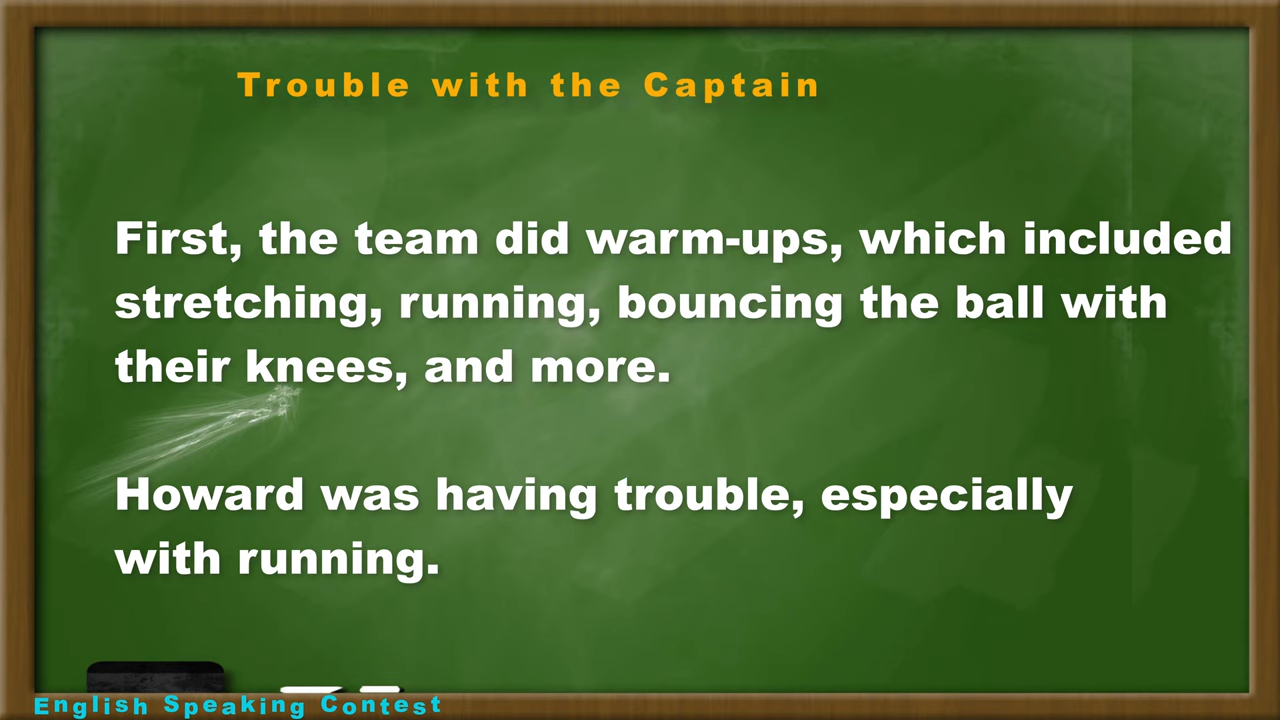 Trouble with the Captain
First, the team did warm-ups, which included
stretching, running, bouncing the ball with
their knees, and more.
Howard was having trouble, especially
with running.
English Speaking Contest